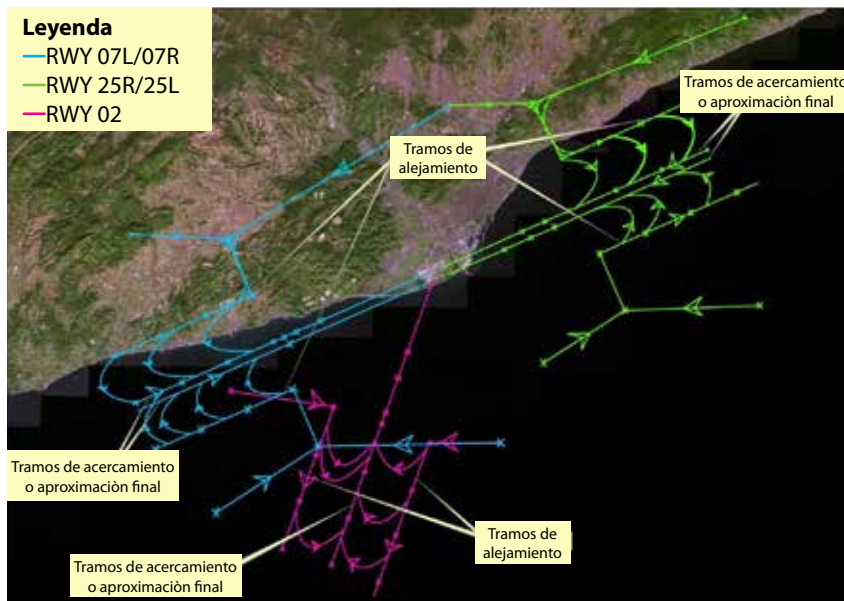 Leyenda
RWY 07L/07R
RWY 25R/25L
RWY 02
Tramos de acercamiento
o aproximaciòn final
Tramos de
alejamiento
Tramos de acercamiento
o aproximaciòn final
Tramos de
alejamiento
Tramos de acercamiento
o aproximaciòn final